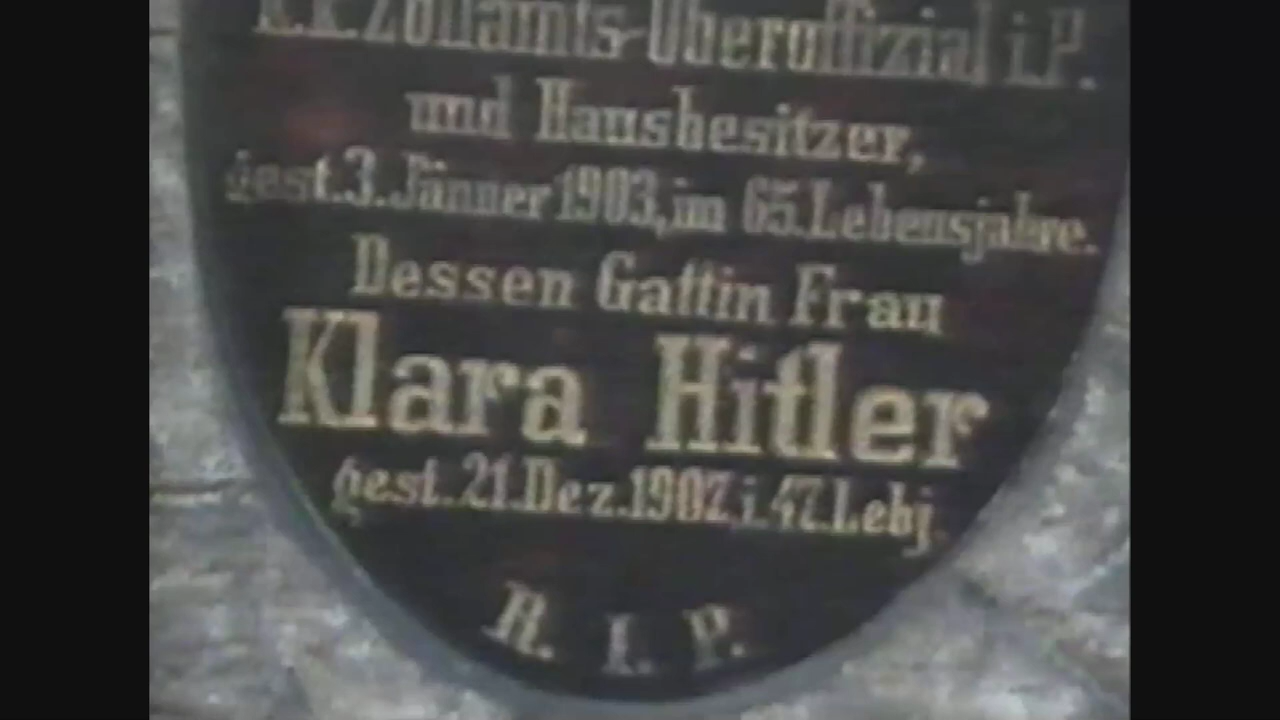 k.k. Zollamts-Oberoffizial i.P.
und Hausbesitzer,
gest. 3. Jänner 1903, im 65. Lebensjahre.
Dessen Gattin Frau
Klara Hitler
gest. 21. Dez. 1907, i. 47. Lebj.
R. I. P.